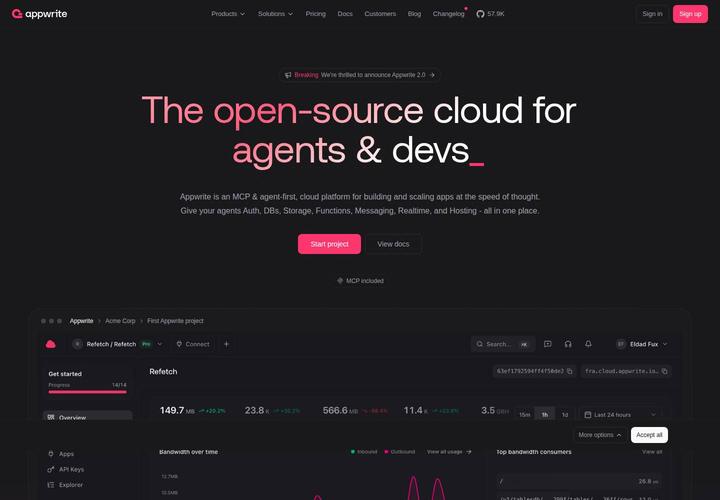 appwrite
Products Solutions Pricing Docs Customers Blog Changelog 57.9K Sign in Sign up
Breaking We're thrilled to announce Appwrite 2.0
The open-source cloud for
agents & devs_
Appwrite is an MCP & agent-first, cloud platform for building and scaling apps at the speed of thought.
Give your agents Auth, DBs, Storage, Functions, Messaging, Realtime, and Hosting - all in one place.
Start project View docs
MCP included
Appwrite Acme Corp First Appwrite project
R Refetch / Refetch Pro Connect Search... ⌘K EF Eldad Fux
Get started
Progress 14/14
Refetch
63ef1792594ff4f50de3 fra.cloud.appwrite.io…
149.7 MB +20.2% 23.8 K 566.6 MB 11.4 K 3.5 15m 1h 1d Last 24 hours
Overview
More options Accept all
Apps
API Keys
Explorer
Bandwidth over time Inbound Outbound View all usage
12.7MB
Top bandwidth consumers View all
/ 26.8